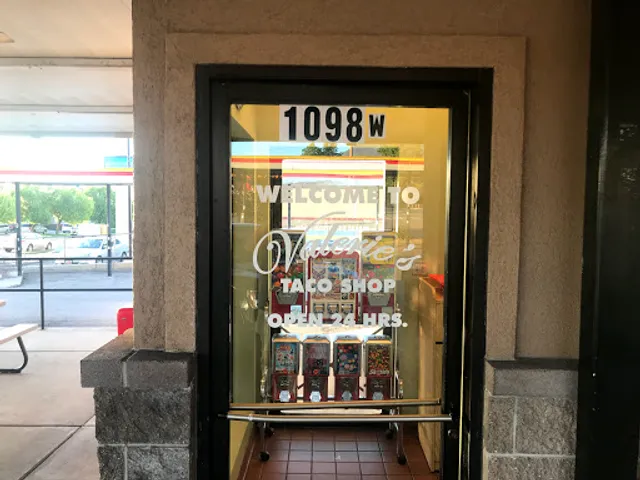 1098 W
WELCOME TO
Valerie's
TACO SHOP
OPEN 24 HRS.